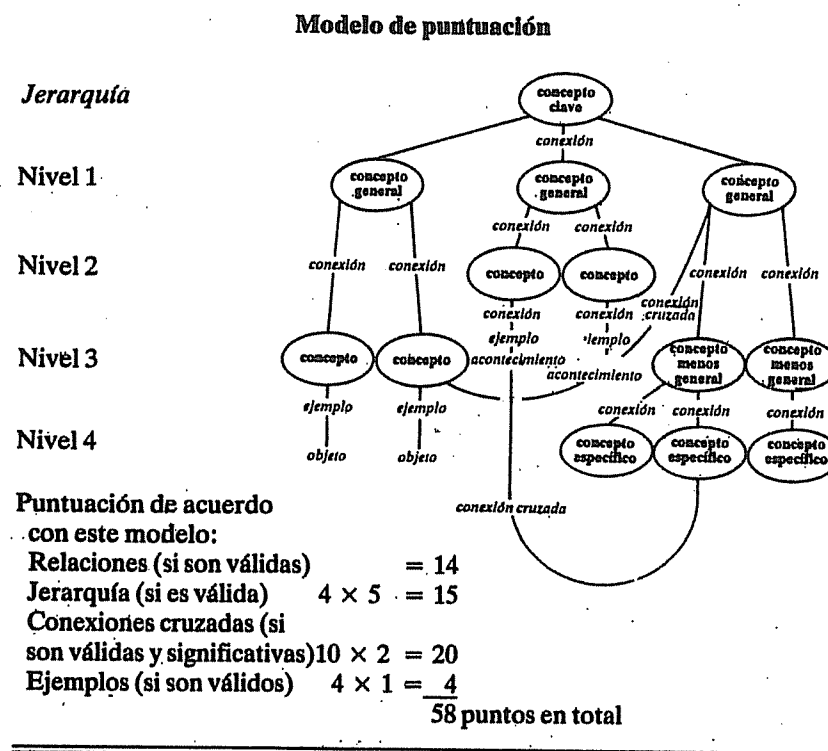 Modelo de puntuación
Jerarquía
concepto
clave
conexión
Nivel 1
concepto
general
concepto
general
concepto
general
conexión
conexión
Nivel 2
conexión
conexión
concepto
concepto
conexión
conexión
conexión
cruzada
conexión
ejemplo
acontecimiento
conexión
iemplo
acontecimiento
Nivel 3
concepto
concepto
concepto
menos
general
concepto
menos
general
ejemplo
ejemplo
conexión
conexión
conexión
Nivel 4
objeto
objeto
concepto
específico
concepto
específico
concepto
específico
conexión cruzada
Puntuación de acuerdo
con este modelo:
Relaciones (si son válidas) = 14
Jerarquía (si es válida) 4 × 5 = 15
Conexiones cruzadas (si
son válidas y significativas) 10 × 2 = 20
Ejemplos (si son válidos) 4 × 1 = 4
58 puntos en total